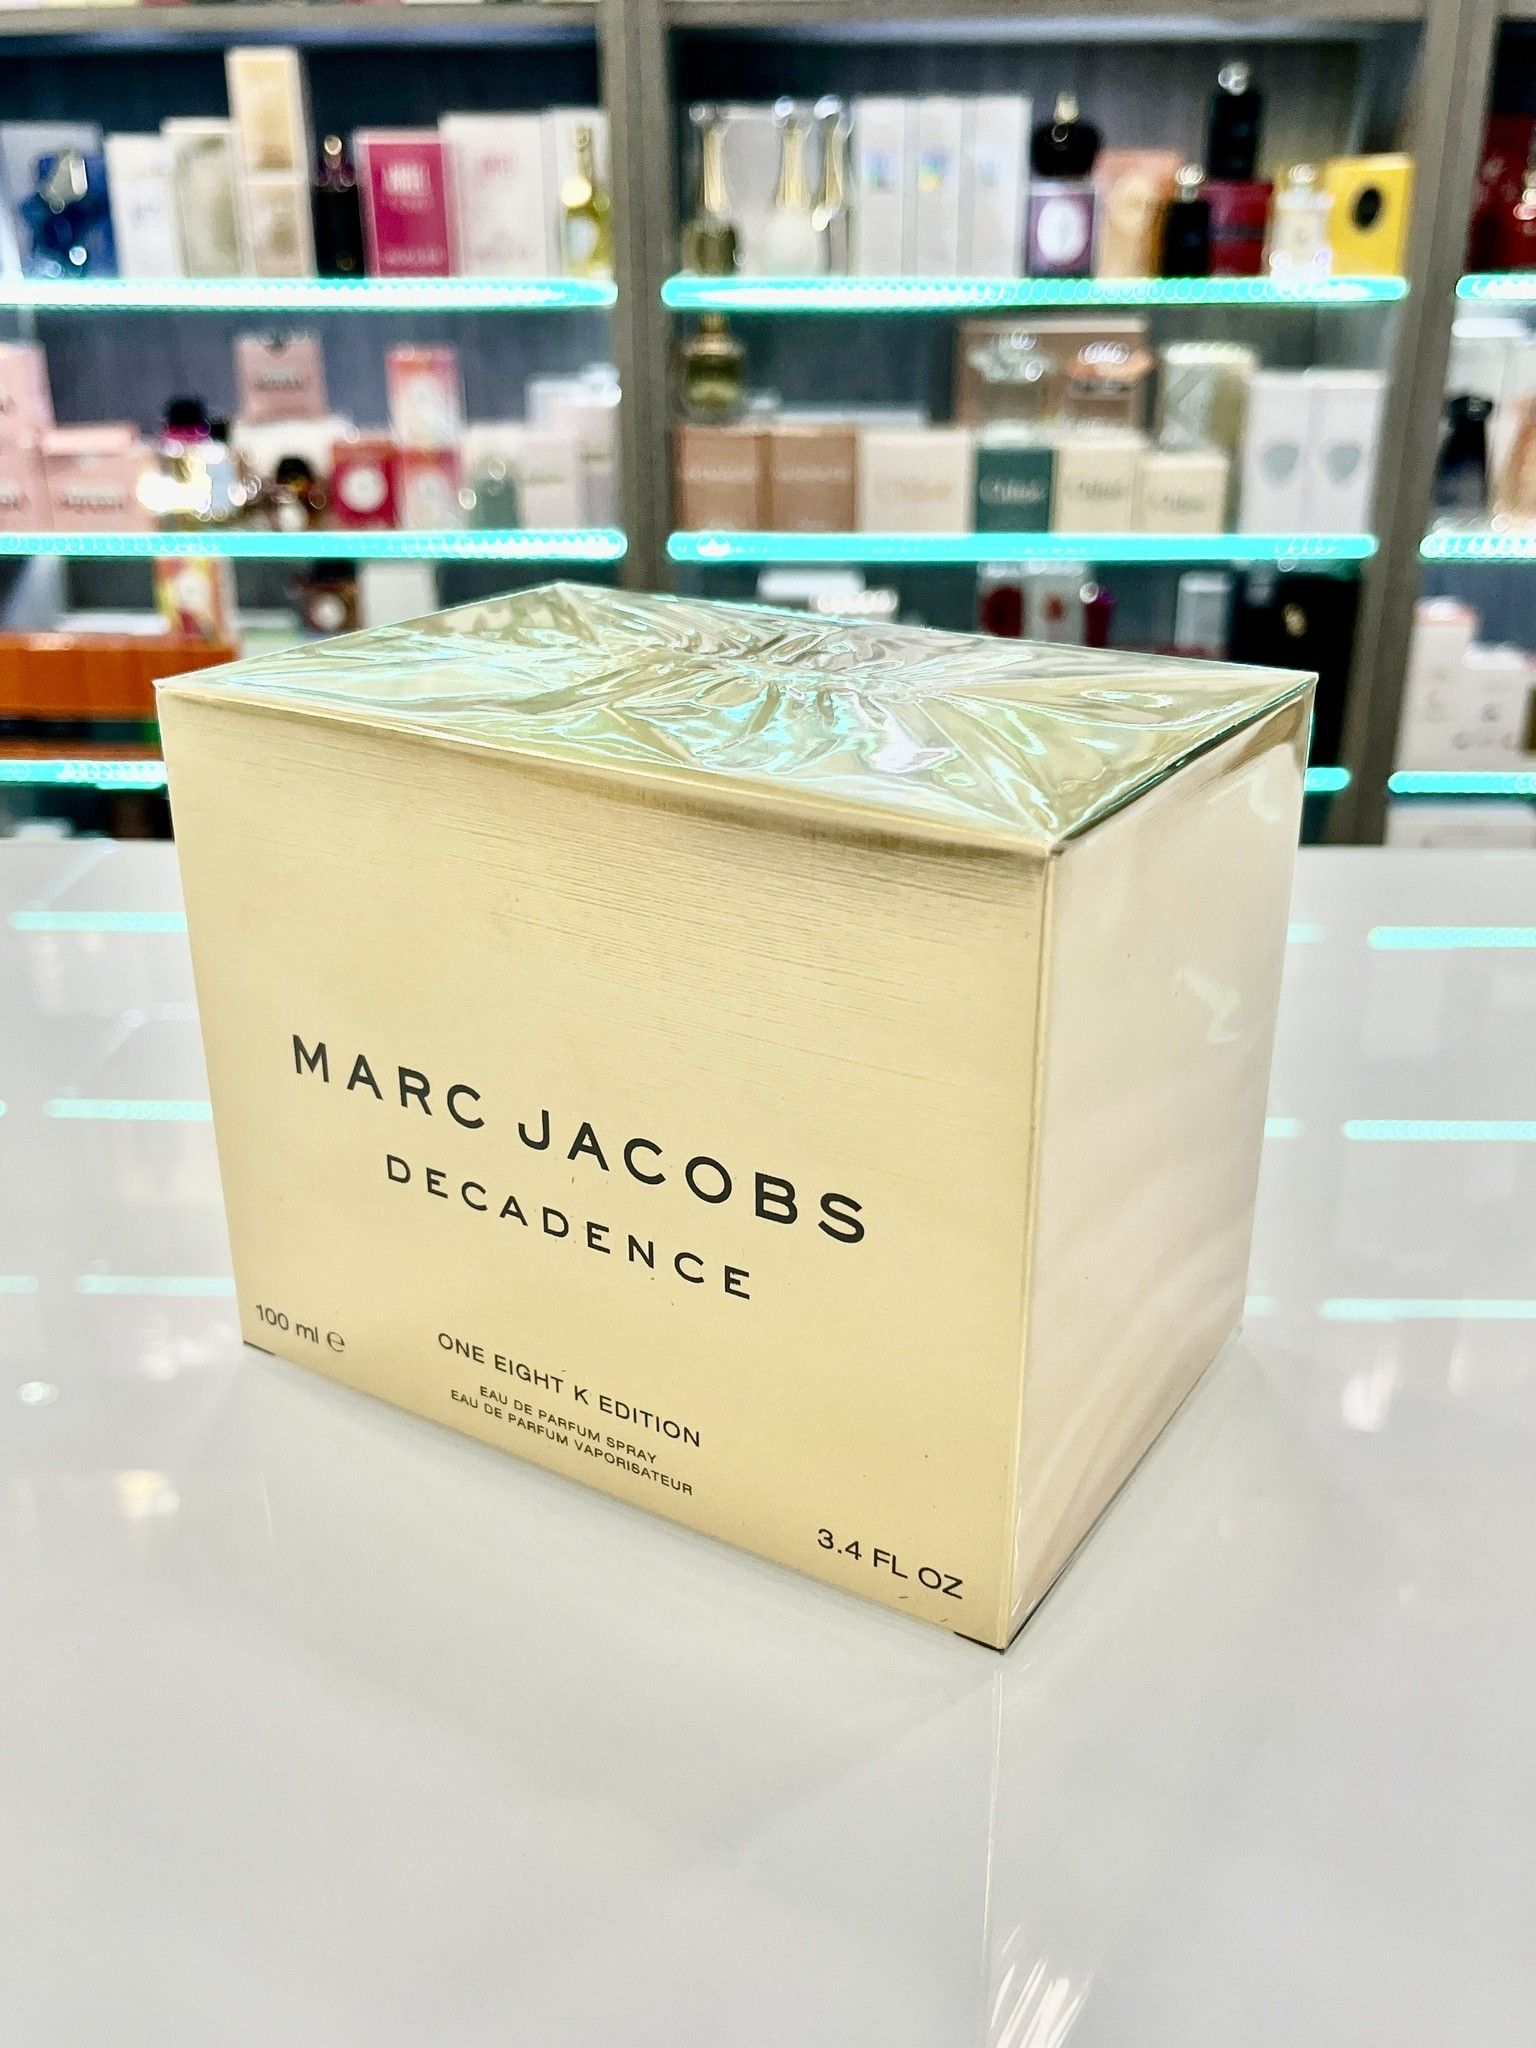 MARC JACOBS
DECADENCE
100 ml ℮
ONE EIGHT K EDITION
EAU DE PARFUM SPRAY
EAU DE PARFUM VAPORISATEUR
3.4 FL OZ